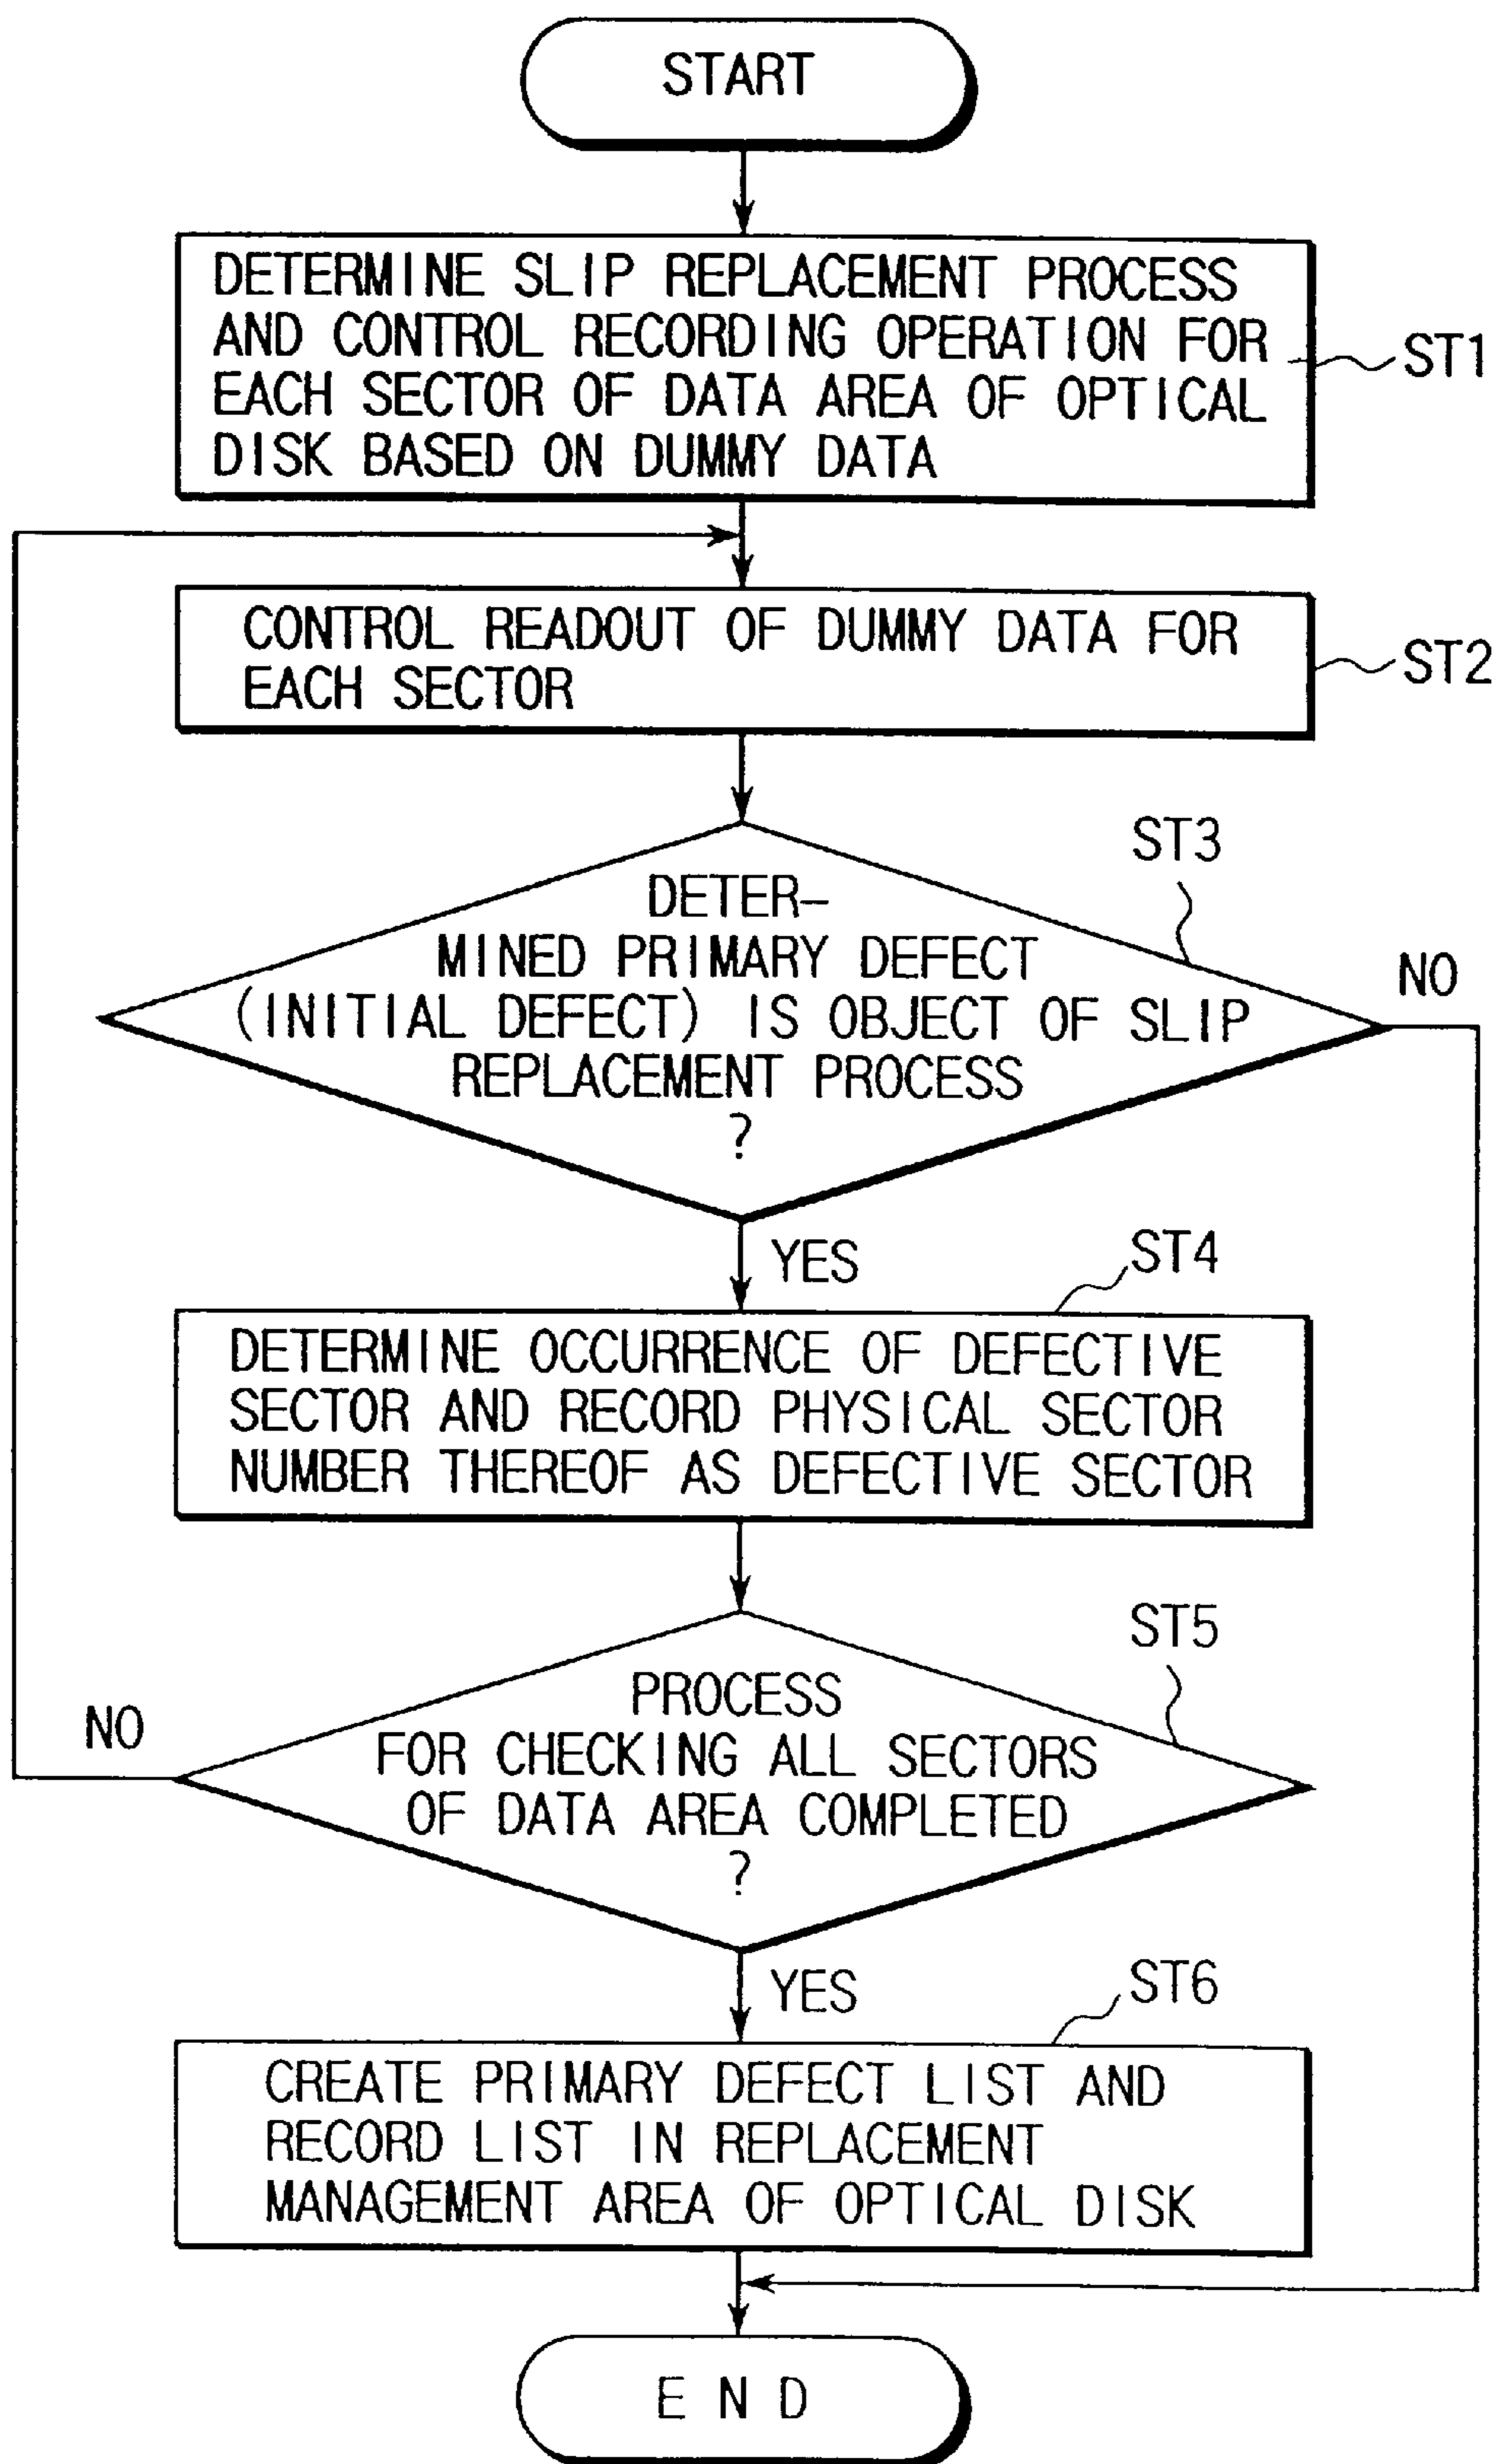 START
DETERMINE SLIP REPLACEMENT PROCESS
AND CONTROL RECORDING OPERATION FOR
EACH SECTOR OF DATA AREA OF OPTICAL
DISK BASED ON DUMMY DATA
ST1
CONTROL READOUT OF DUMMY DATA FOR
EACH SECTOR
ST2
ST3
DETER-
MINED PRIMARY DEFECT
(INITIAL DEFECT) IS OBJECT OF SLIP
REPLACEMENT PROCESS
?
NO
YES
ST4
DETERMINE OCCURRENCE OF DEFECTIVE
SECTOR AND RECORD PHYSICAL SECTOR
NUMBER THEREOF AS DEFECTIVE SECTOR
ST5
PROCESS
FOR CHECKING ALL SECTORS
OF DATA AREA COMPLETED
?
NO
YES
ST6
CREATE PRIMARY DEFECT LIST AND
RECORD LIST IN REPLACEMENT
MANAGEMENT AREA OF OPTICAL DISK
END